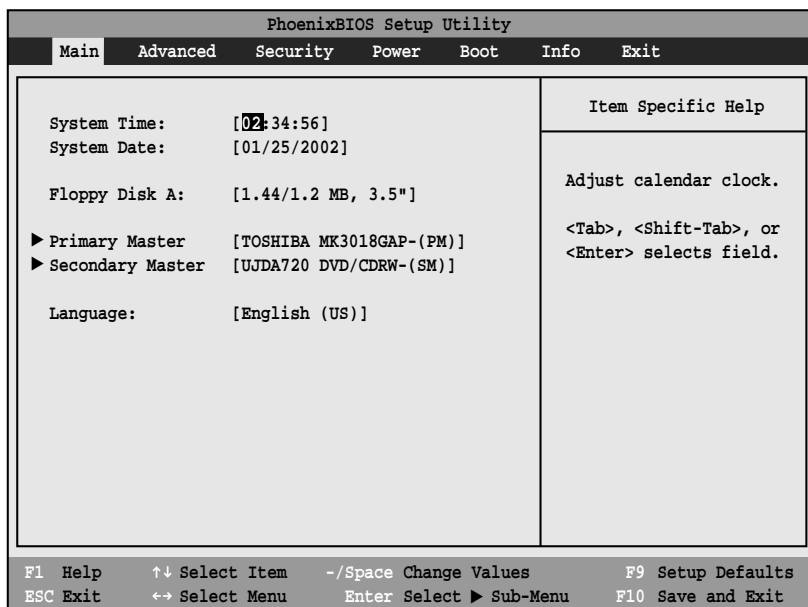 PhoenixBIOS Setup Utility
Main Advanced Security Power Boot Info Exit
System Time: [02:34:56]
System Date: [01/25/2002]
Floppy Disk A: [1.44/1.2 MB, 3.5"]
▶ Primary Master [TOSHIBA MK3018GAP-(PM)]
▶ Secondary Master [UJDA720 DVD/CDRW-(SM)]
Language: [English (US)]
Item Specific Help
Adjust calendar clock.
<Tab>, <Shift-Tab>, or
<Enter> selects field.
F1 Help ↑↓ Select Item -/Space Change Values F9 Setup Defaults
ESC Exit ←→ Select Menu Enter Select ▶ Sub-Menu F10 Save and Exit